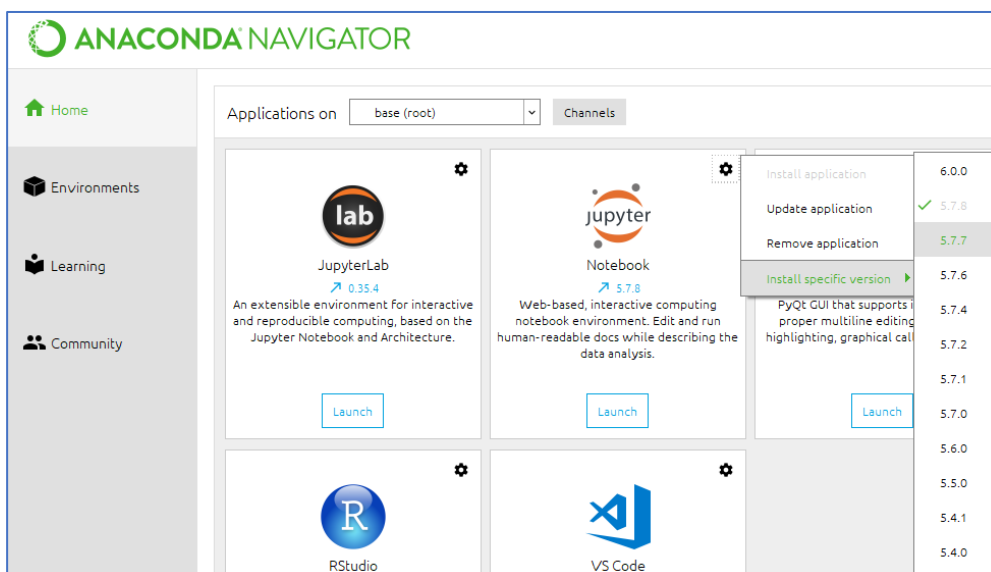 ANACONDA NAVIGATOR
Home
Environments
Learning
Community
Applications on base (root) Channels
lab
JupyterLab
0.35.4
An extensible environment for interactive
and reproducible computing, based on the
Jupyter Notebook and Architecture.
Launch
jupyter
Notebook
5.7.8
Web-based, interactive computing
notebook environment. Edit and run
human-readable docs while describing the
data analysis.
Launch
PyQt GUI that supports
proper multiline editing
highlighting, graphical
Launch
Install application
Update application
Remove application
Install specific version
6.0.0
5.7.8
5.7.7
5.7.6
5.7.4
5.7.2
5.7.1
5.7.0
5.6.0
5.5.0
5.4.1
5.4.0
R
RStudio
VS Code